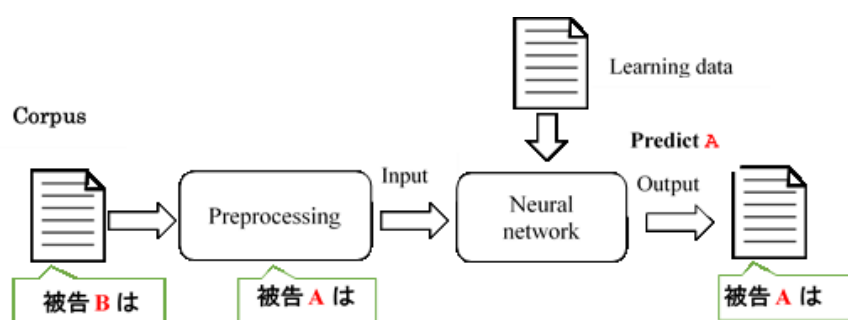 Learning data
Corpus
Predict A
Input
Output
Preprocessing
Neural
network
被告 B は
被告 A は
被告 A は